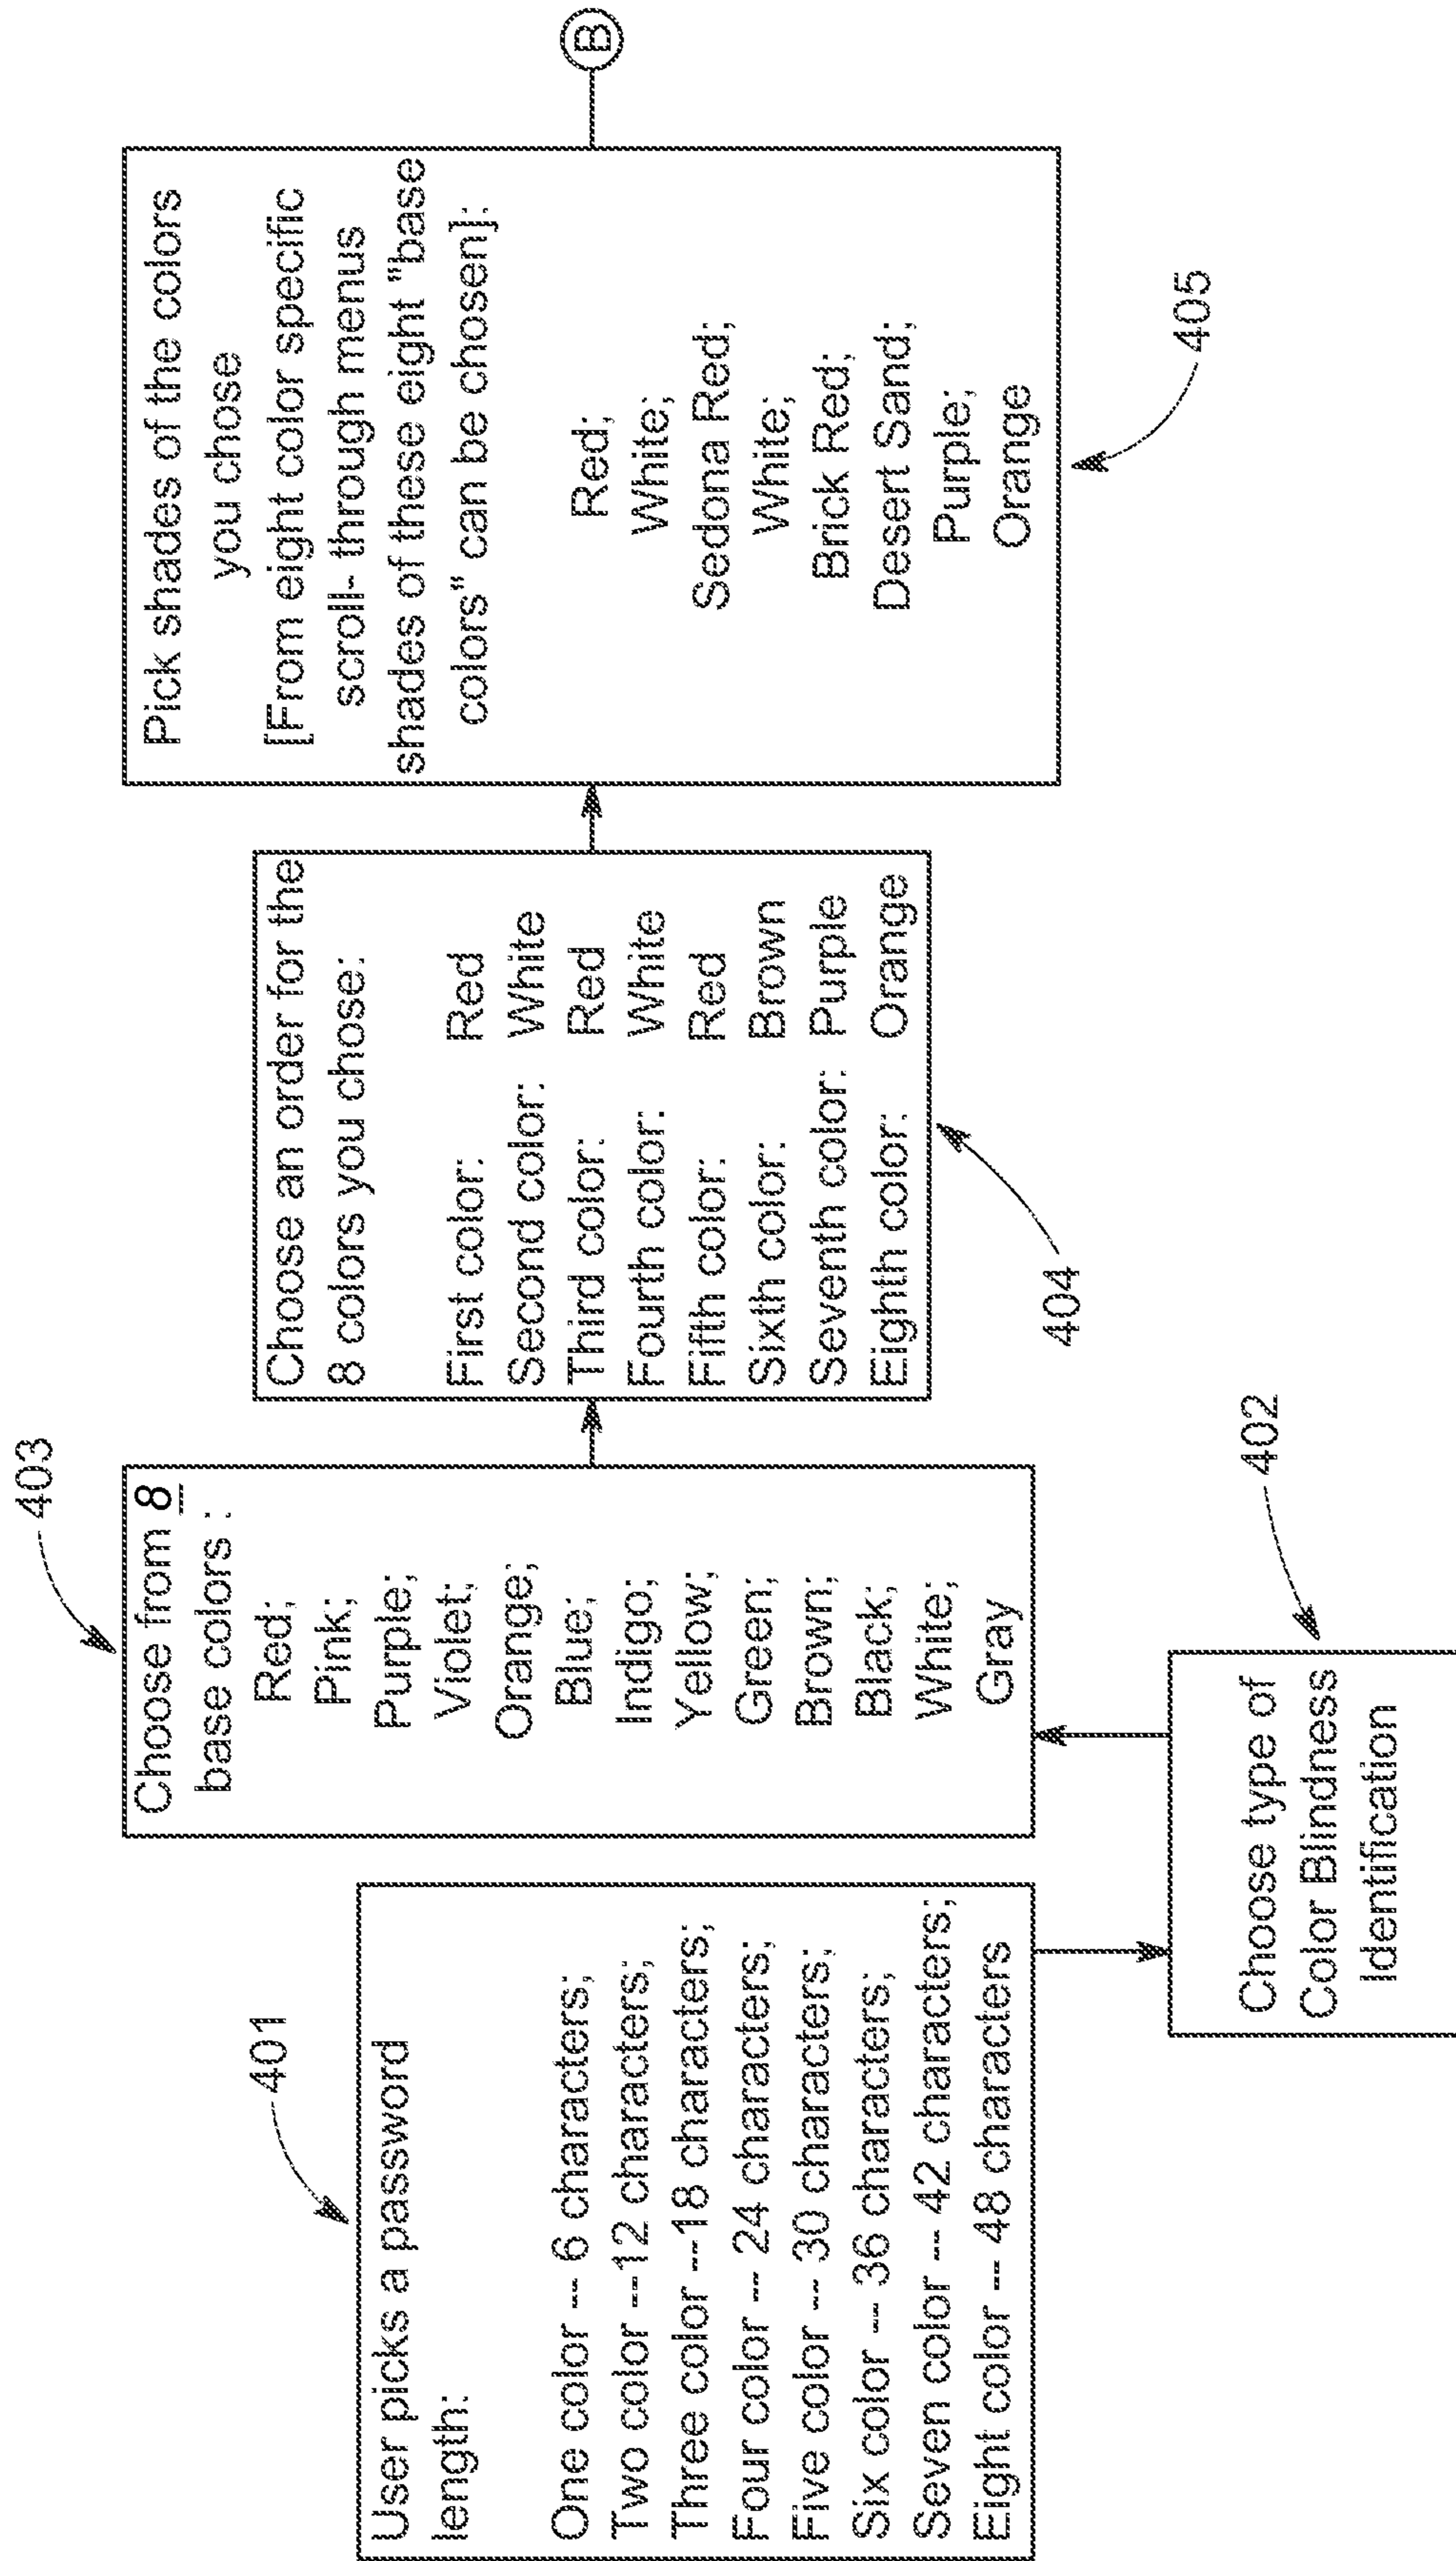 401
User picks a password
length:
One color -- 6 characters;
Two color --12 characters;
Three color --18 characters;
Four color -- 24 characters;
Five color -- 30 characters;
Six color -- 36 characters;
Seven color -- 42 characters;
Eight color -- 48 characters
Choose type of
Color Blindness
Identification
402
403
Choose from 8
base colors :
Red;
Pink;
Purple;
Violet;
Orange;
Blue;
Indigo;
Yellow;
Green;
Brown;
Black;
White;
Gray
Choose an order for the
8 colors you chose:
First color: Red
Second color: White
Third color: Red
Fourth color: White
Fifth color: Red
Sixth color: Brown
Seventh color: Purple
Eighth color: Orange
404
Pick shades of the colors
you chose
[From eight color specific
scroll- through menus
shades of these eight "base
colors" can be chosen]:
Red;
White;
Sedona Red;
White;
Brick Red;
Desert Sand;
Purple;
Orange
405
B